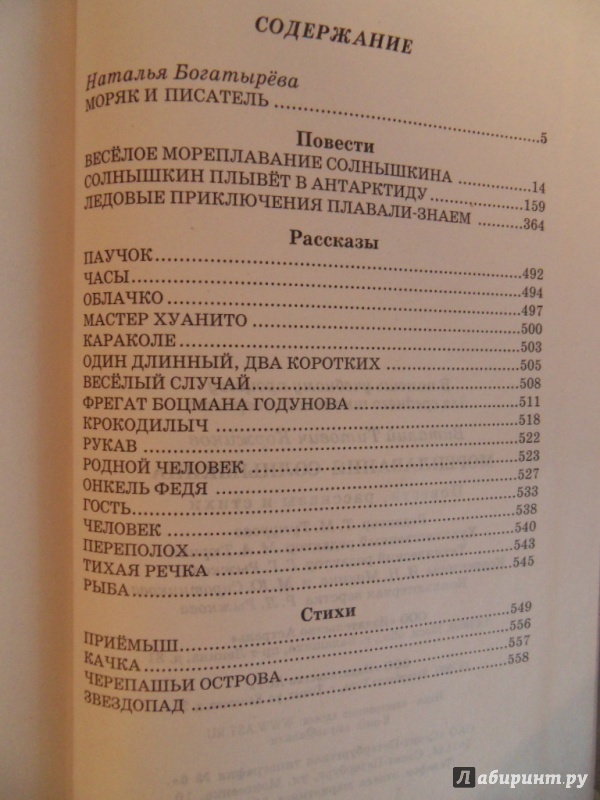 СОДЕРЖАНИЕ
Наталья Богатырёва
МОРЯК И ПИСАТЕЛЬ 5
Повести
ВЕСЁЛОЕ МОРЕПЛАВАНИЕ СОЛНЫШКИНА 14
СОЛНЫШКИН ПЛЫВЁТ В АНТАРКТИДУ 159
ЛЕДОВЫЕ ПРИКЛЮЧЕНИЯ ПЛАВАЛИ-ЗНАЕМ 364
Рассказы
ПАУЧОК 492
ЧАСЫ 494
ОБЛАЧКО 497
МАСТЕР ХУАНИТО 500
КАРАКОЛЕ 503
ОДИН ДЛИННЫЙ, ДВА КОРОТКИХ 505
ВЕСЁЛЫЙ СЛУЧАЙ 508
ФРЕГАТ БОЦМАНА ГОДУНОВА 511
КРОКОДИЛЫЧ 518
РУКАВ 522
РОДНОЙ ЧЕЛОВЕК 523
ОНКЕЛЬ ФЕДЯ 527
ГОСТЬ 533
ЧЕЛОВЕК 538
ПЕРЕПОЛОХ 540
ТИХАЯ РЕЧКА 543
РЫБА 545
Стихи
ПРИЁМЫШ 549
КАЧКА 556
ЧЕРЕПАШЬИ ОСТРОВА 557
ЗВЕЗДОПАД 558
Лабиринт.ру